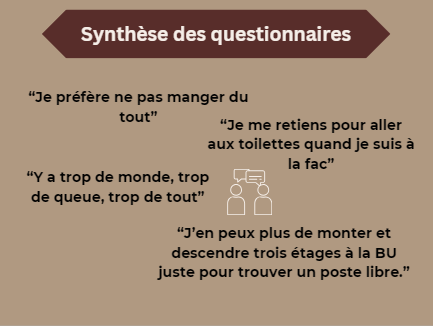 Synthèse des questionnaires
“Je préfère ne pas manger du
tout”
“Je me retiens pour aller
aux toilettes quand je suis à
la fac”
“Y a trop de monde, trop
de queue, trop de tout”
“J’en peux plus de monter et
descendre trois étages à la BU
juste pour trouver un poste libre.”